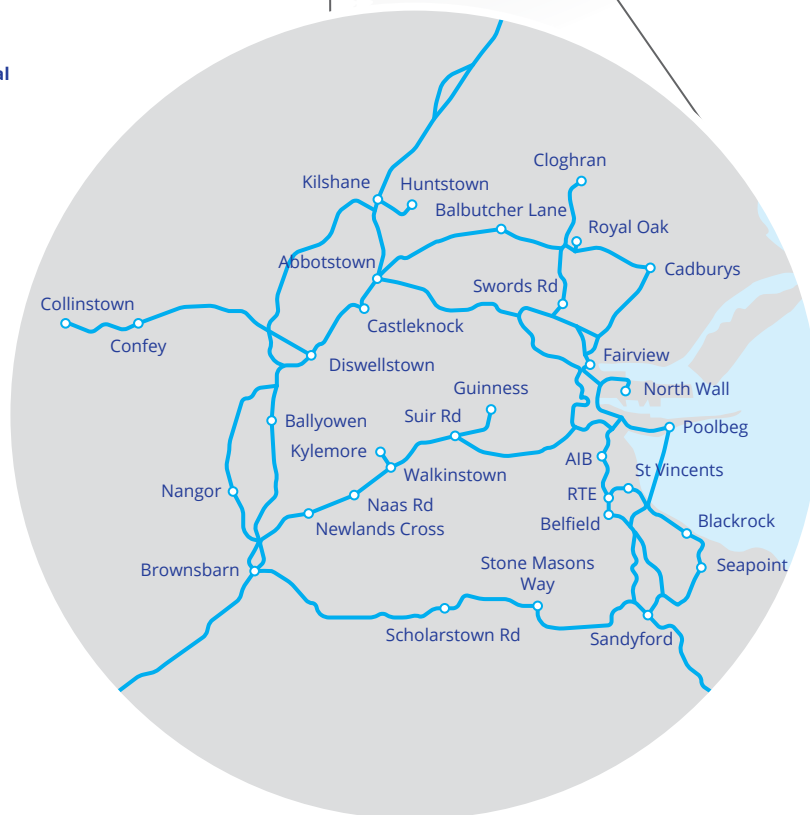 al
Cloghran
Kilshane
Huntstown
Balbutcher Lane
Royal Oak
Abbotstown
Cadburys
Swords Rd
Collinstown
Castleknock
Confey
Fairview
Diswellstown
Guinness
North Wall
Suir Rd
Ballyowen
Poolbeg
Kylemore
AIB
St Vincents
Walkinstown
Nangor
RTE
Naas Rd
Belfield
Blackrock
Newlands Cross
Stone Masons
Way
Seapoint
Brownsbarn
Scholarstown Rd
Sandyford